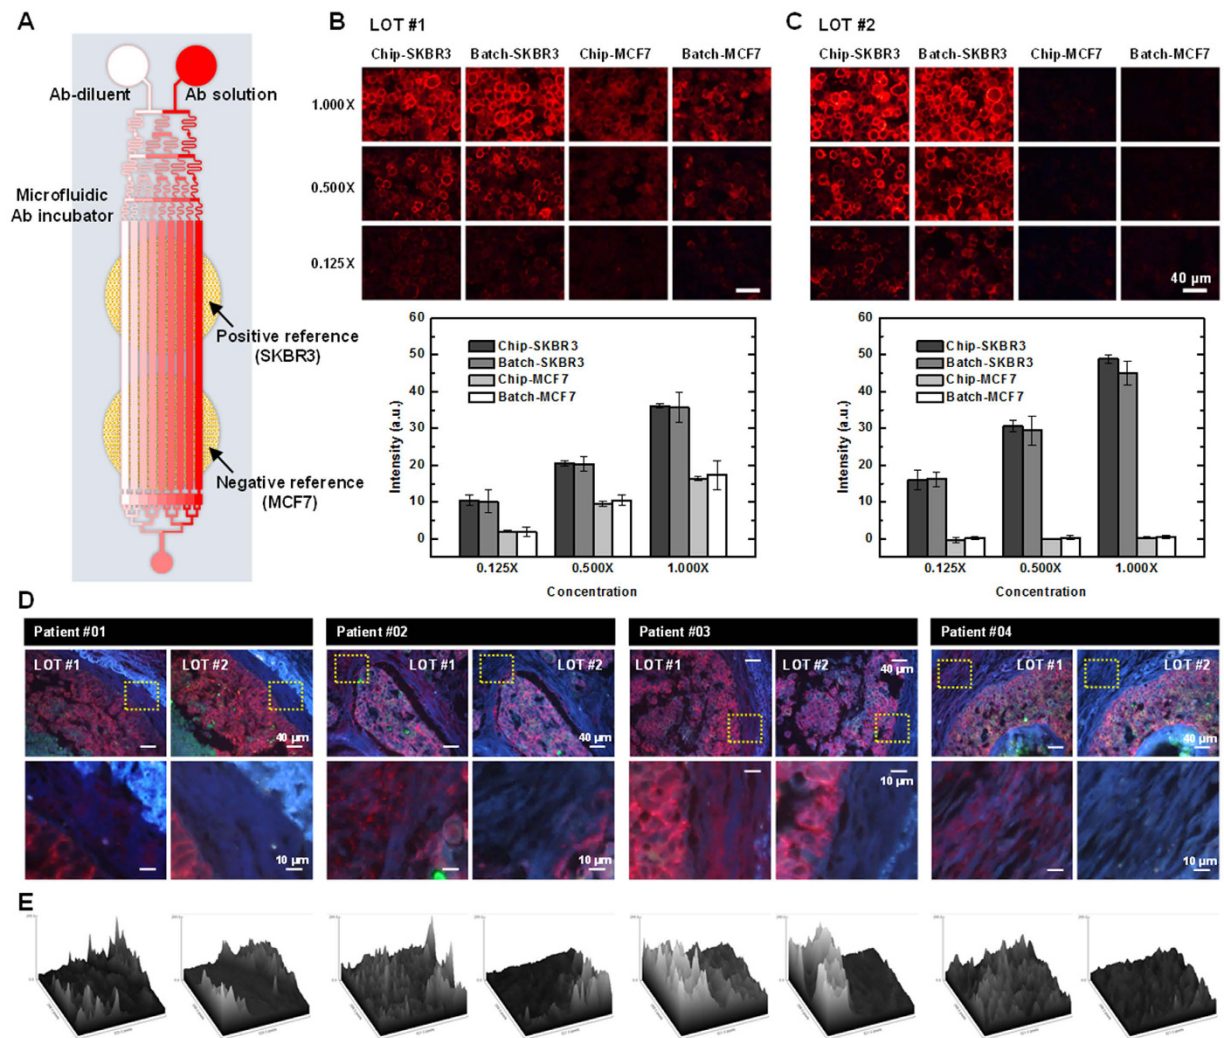 A
Ab-diluent
Ab solution
Microfluidic
Ab incubator
Positive reference
(SKBR3)
Negative reference
(MCF7)
B
LOT #1
Chip-SKBR3 Batch-SKBR3 Chip-MCF7 Batch-MCF7
1.000X
0.500X
0.125X
60
50
40
30
20
10
0
Intensity (a.u.)
Chip-SKBR3
Batch-SKBR3
Chip-MCF7
Batch-MCF7
0.125X 0.500X 1.000X
Concentration
C
LOT #2
Chip-SKBR3 Batch-SKBR3 Chip-MCF7 Batch-MCF7
40 µm
60
50
40
30
20
10
0
Intensity (a.u.)
Chip-SKBR3
Batch-SKBR3
Chip-MCF7
Batch-MCF7
0.125X 0.500X 1.000X
Concentration
D
Patient #01
LOT #1
LOT #2
40 µm
10 µm
Patient #02
LOT #1
LOT #2
40 µm
10 µm
Patient #03
LOT #1
LOT #2
40 µm
10 µm
Patient #04
LOT #1
LOT #2
40 µm
10 µm
E